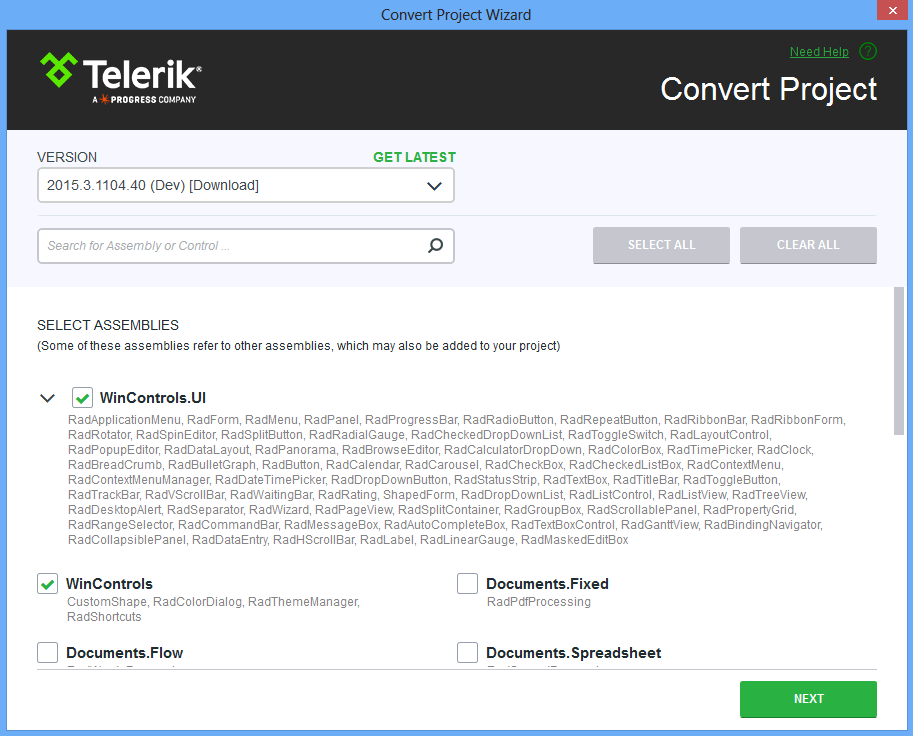 Convert Project Wizard
Need Help ?
Telerik®
A PROGRESS COMPANY
Convert Project
VERSION
GET LATEST
2015.3.1104.40 (Dev) [Download]
Search for Assembly or Control ...
SELECT ALL
CLEAR ALL
SELECT ASSEMBLIES
(Some of these assemblies refer to other assemblies, which may also be added to your project)
WinControls.UI
RadApplicationMenu, RadForm, RadMenu, RadPanel, RadProgressBar, RadRadioButton, RadRepeatButton, RadRibbonBar, RadRibbonForm,
RadRotator, RadSpinEditor, RadSplitButton, RadRadialGauge, RadCheckedDropDownList, RadToggleSwitch, RadLayoutControl,
RadPopupEditor, RadDataLayout, RadPanorama, RadBrowseEditor, RadCalculatorDropDown, RadColorBox, RadTimePicker, RadClock,
RadBreadCrumb, RadBulletGraph, RadButton, RadCalendar, RadCarousel, RadCheckBox, RadCheckedListBox, RadContextMenu,
RadContextMenuManager, RadDateTimePicker, RadDropDownButton, RadStatusStrip, RadTextBox, RadTitleBar, RadToggleButton,
RadTrackBar, RadVScrollBar, RadWaitingBar, RadRating, ShapedForm, RadDropDownList, RadListControl, RadListView, RadTreeView,
RadDesktopAlert, RadSeparator, RadWizard, RadPageView, RadSplitContainer, RadGroupBox, RadScrollablePanel, RadPropertyGrid,
RadRangeSelector, RadCommandBar, RadMessageBox, RadAutoCompleteBox, RadTextBoxControl, RadGanttView, RadBindingNavigator,
RadCollapsiblePanel, RadDataEntry, RadHScrollBar, RadLabel, RadLinearGauge, RadMaskedEditBox
WinControls
CustomShape, RadColorDialog, RadThemeManager,
RadShortcuts
Documents.Fixed
RadPdfProcessing
Documents.Flow
Documents.Spreadsheet
NEXT